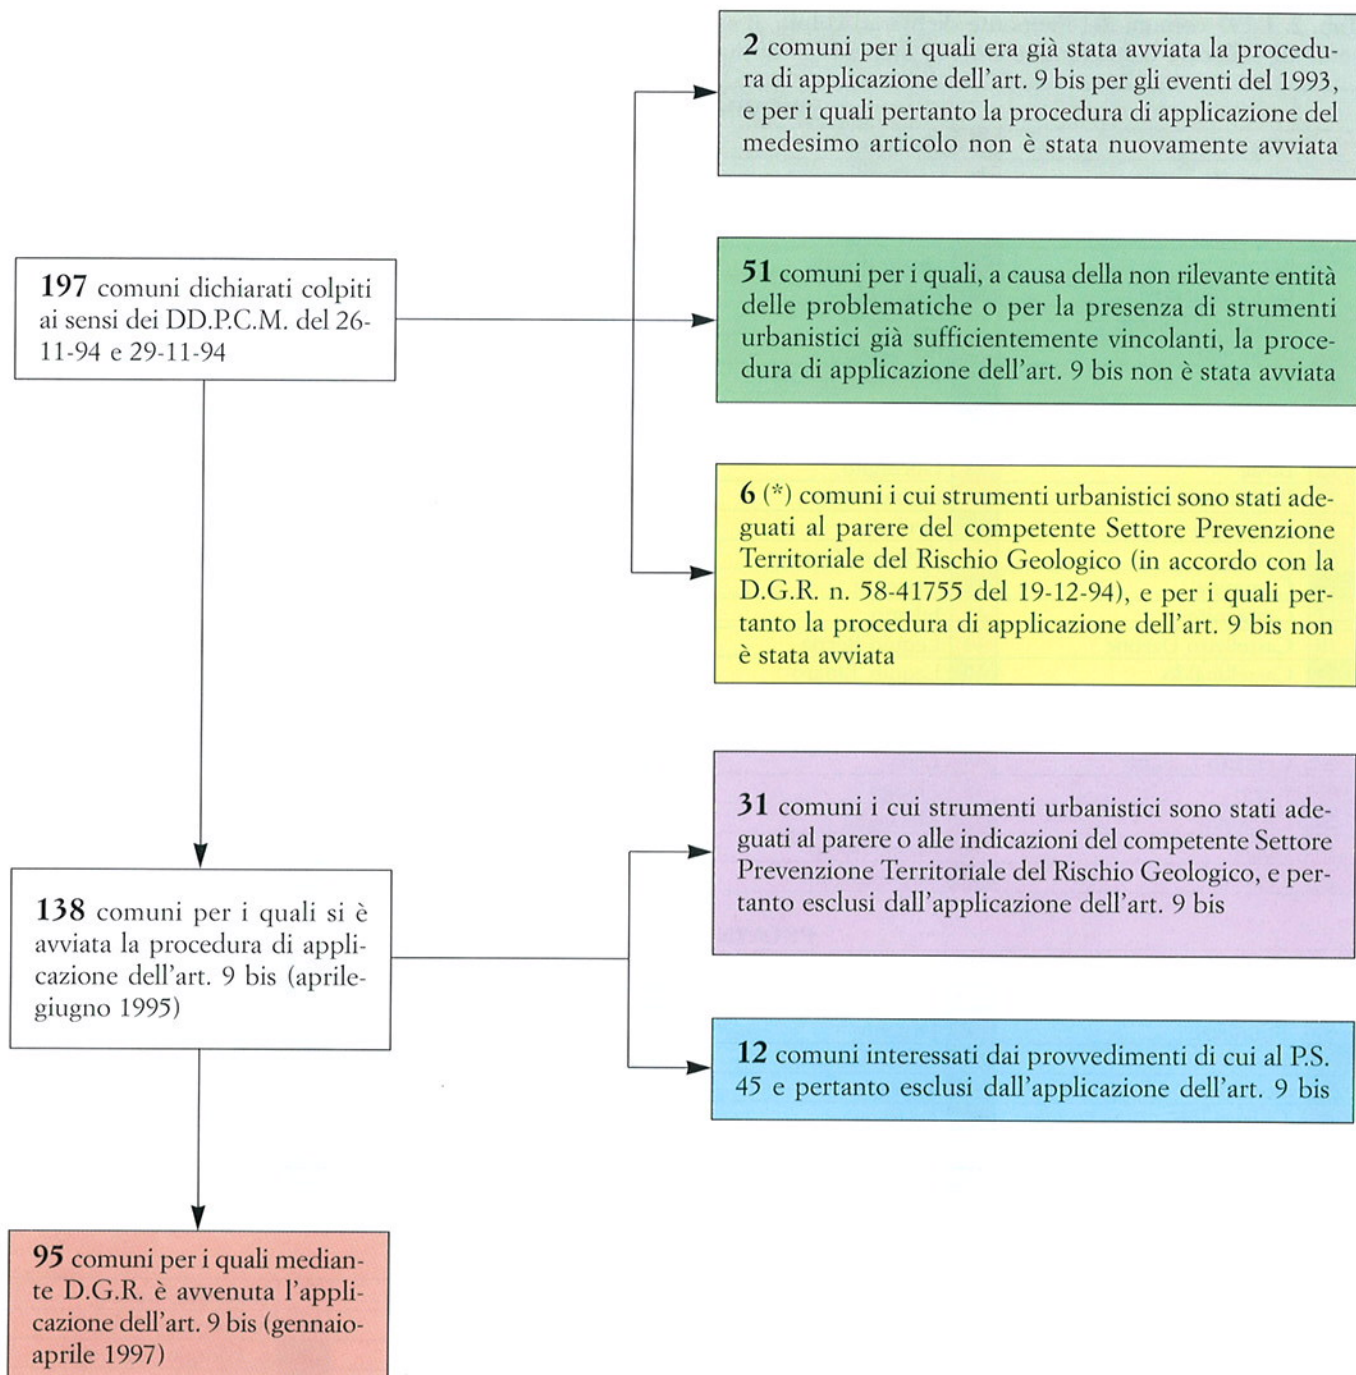 2 comuni per i quali era già stata avviata la procedu-
ra di applicazione dell'art. 9 bis per gli eventi del 1993,
e per i quali pertanto la procedura di applicazione del
medesimo articolo non è stata nuovamente avviata
197 comuni dichiarati colpiti
ai sensi dei DD.P.C.M. del 26-
11-94 e 29-11-94
51 comuni per i quali, a causa della non rilevante entità
delle problematiche o per la presenza di strumenti
urbanistici già sufficientemente vincolanti, la proce-
dura di applicazione dell'art. 9 bis non è stata avviata
6 (*) comuni i cui strumenti urbanistici sono stati ade-
guati al parere del competente Settore Prevenzione
Territoriale del Rischio Geologico (in accordo con la
D.G.R. n. 58-41755 del 19-12-94), e per i quali per-
tanto la procedura di applicazione dell'art. 9 bis non
è stata avviata
138 comuni per i quali si è
avviata la procedura di appli-
cazione dell'art. 9 bis (aprile-
giugno 1995)
31 comuni i cui strumenti urbanistici sono stati ade-
guati al parere o alle indicazioni del competente Settore
Prevenzione Territoriale del Rischio Geologico, e per-
tanto esclusi dall'applicazione dell'art. 9 bis
12 comuni interessati dai provvedimenti di cui al P.S.
45 e pertanto esclusi dall'applicazione dell'art. 9 bis
95 comuni per i quali median-
te D.G.R. è avvenuta l'appli-
cazione dell'art. 9 bis (gennaio-
aprile 1997)